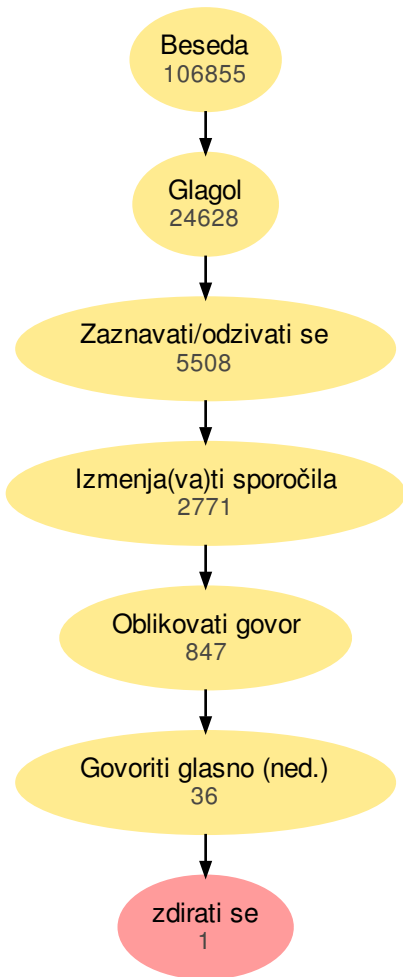 Beseda
106855
Glagol
24628
Zaznavati/odzivati se
5508
Izmenja(va)ti sporočila
2771
Oblikovati govor
847
Govoriti glasno (ned.)
36
zdirati se
1